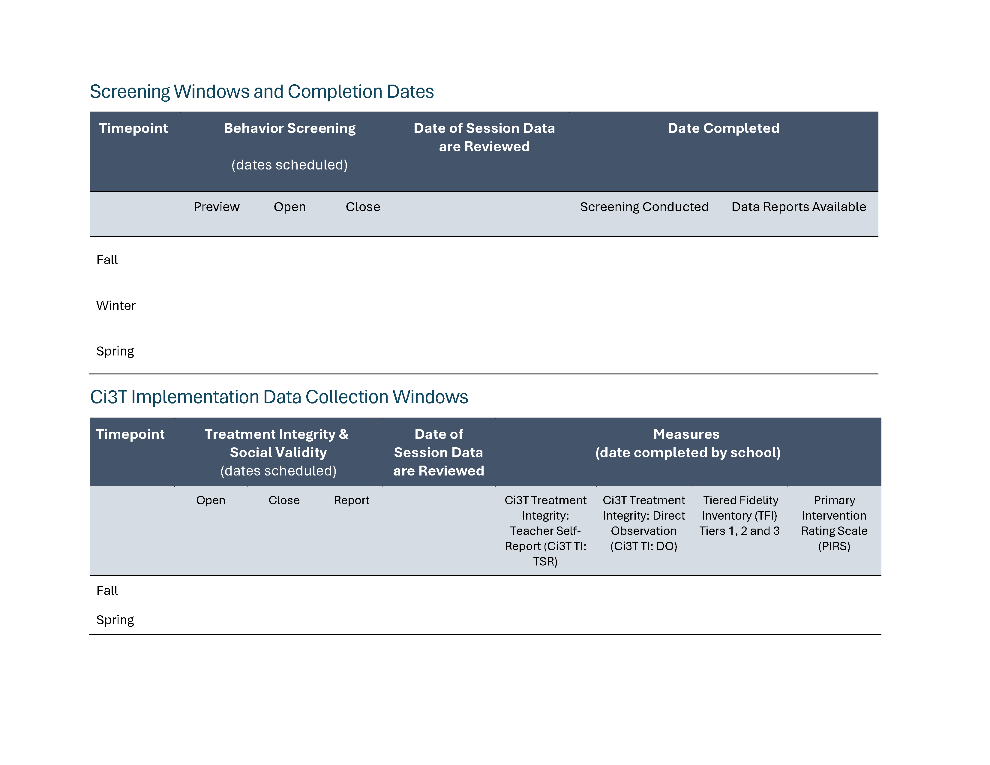 Screening Windows and Completion Dates
Timepoint Behavior Screening Date of Session Data Date Completed
are Reviewed
(dates scheduled)
Preview Open Close Screening Conducted Data Reports Available
Fall
Winter
Spring
Ci3T Implementation Data Collection Windows
Timepoint Treatment Integrity & Date of Measures
Social Validity Session Data (date completed by school)
(dates scheduled) are Reviewed
Open Close Report Ci3T Treatment Ci3T Treatment Tiered Fidelity Primary
Integrity: Integrity: Direct Inventory (TFI) Intervention
Teacher Self- Observation Tiers 1, 2 and 3 Rating Scale
Report (Ci3T TI: (Ci3T TI: DO) (PIRS)
TSR)
Fall
Spring